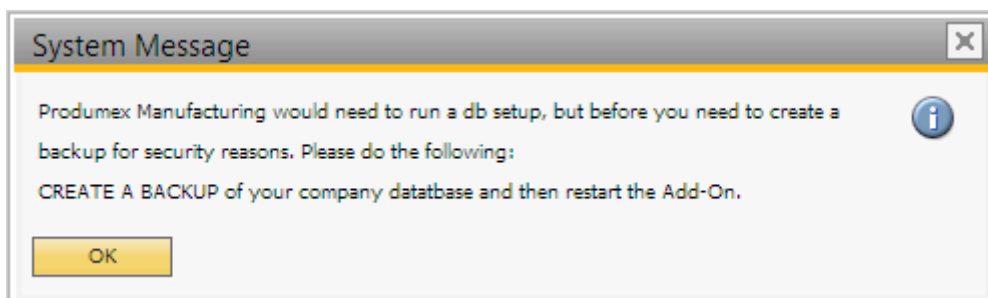 System Message
Produmex Manufacturing would need to run a db setup, but before you need to create a
backup for security reasons. Please do the following:
CREATE A BACKUP of your company datatbase and then restart the Add-On.
OK